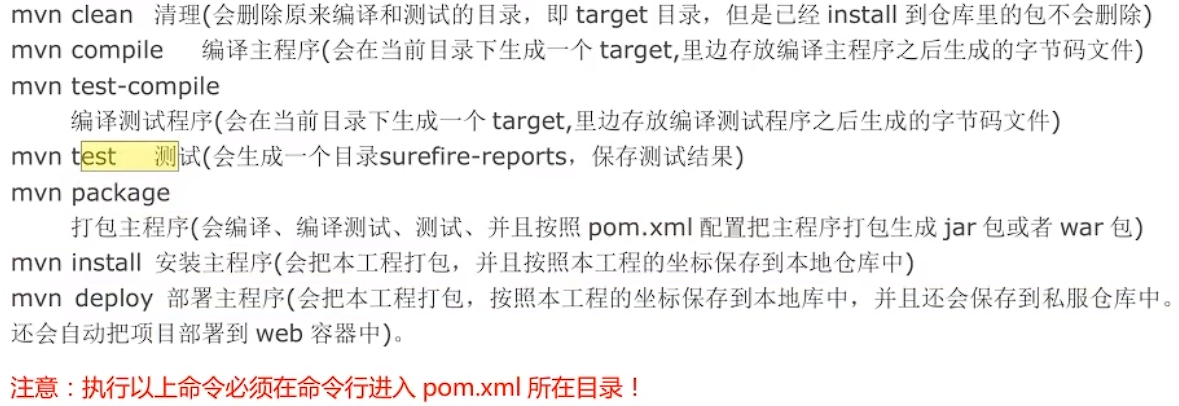 mvn clean 清理(会删除原来编译和测试的目录，即 target 目录，但是已经 install 到仓库里的包不会删除)
mvn compile 编译主程序(会在当前目录下生成一个 target,里边存放编译主程序之后生成的字节码文件)
mvn test-compile
编译测试程序(会在当前目录下生成一个 target,里边存放编译测试程序之后生成的字节码文件)
mvn test 测试(会生成一个目录surefire-reports，保存测试结果)
mvn package
打包主程序(会编译、编译测试、测试、并且按照 pom.xml 配置把主程序打包生成 jar 包或者 war 包)
mvn install 安装主程序(会把本工程打包，并且按照本工程的坐标保存到本地仓库中)
mvn deploy 部署主程序(会把本工程打包，按照本工程的坐标保存到本地库中，并且还会保存到私服仓库中。
还会自动把项目部署到 web 容器中)。
注意：执行以上命令必须在命令行进入 pom.xml 所在目录！